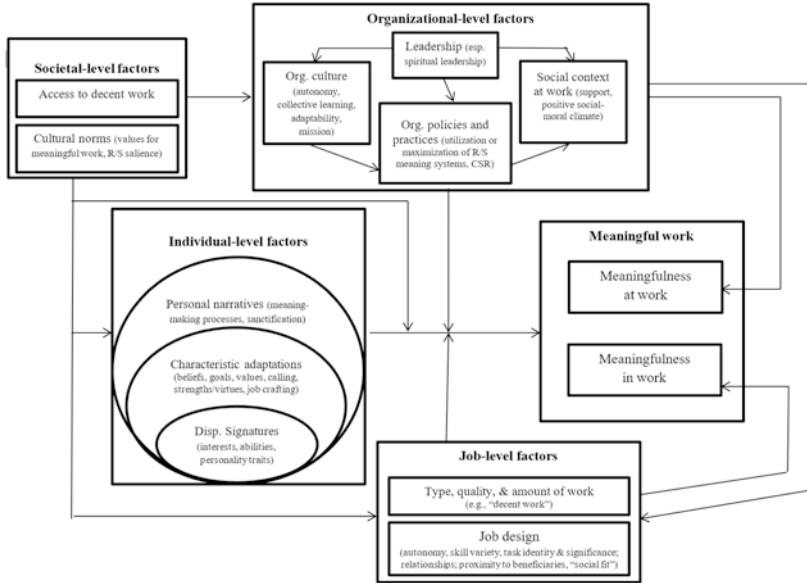 Organizational-level factors
Leadership (esp.
spiritual leadership)
Org. culture
(autonomy,
collective learning,
adaptability,
mission)
Social context
at work (support,
positive social-
moral climate)
Org. policies and
practices (utilization or
maximization of R/S
meaning systems, CSR)
Societal-level factors
Access to decent work
Cultural norms (values for
meaningful work, R/S salience)
Individual-level factors
Personal narratives (meaning-
making processes, sanctification)
Characteristic adaptations
(beliefs, goals, values, calling,
strengths/virtues, job crafting)
Disp. Signatures
(interests, abilities,
personality traits)
Meaningful work
Meaningfulness
at work
Meaningfulness
in work
Job-level factors
Type, quality, & amount of work
(e.g., “decent work”)
Job design
(autonomy, skill variety, task identity & significance;
relationships; proximity to beneficiaries, “social fit”)